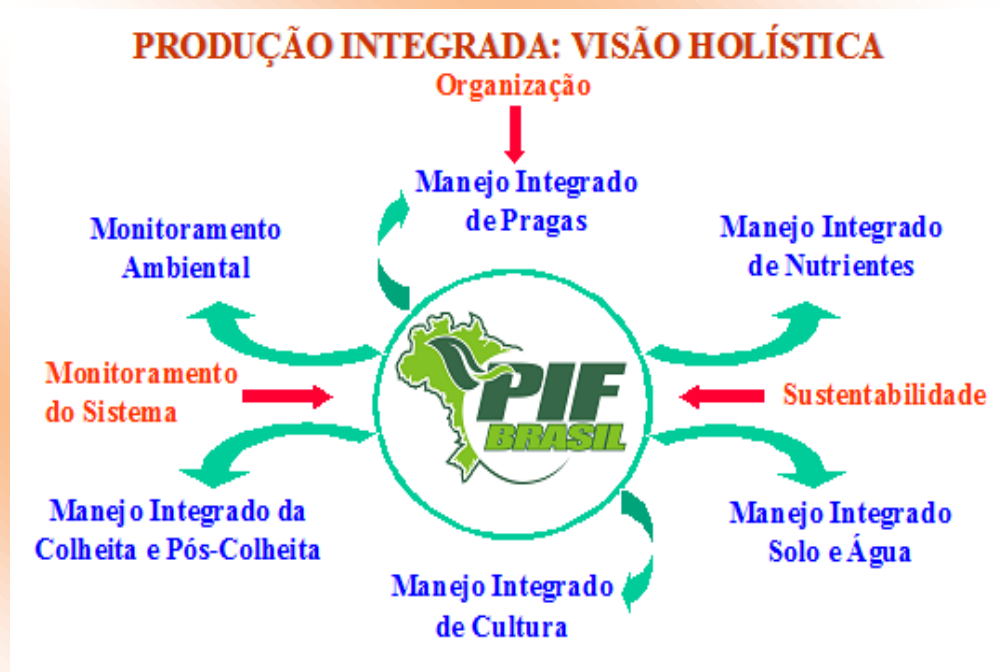 PRODUÇÃO INTEGRADA: VISÃO HOLÍSTICA
Organização
Manejo Integrado
de Pragas
Monitoramento
Ambiental
Manejo Integrado
de Nutrientes
PIF
BRASIL
Monitoramento
do Sistema
Sustentabilidade
Manejo Integrado da
Colheita e Pós-Colheita
Manejo Integrado
Solo e Água
Manejo Integrado
de Cultura